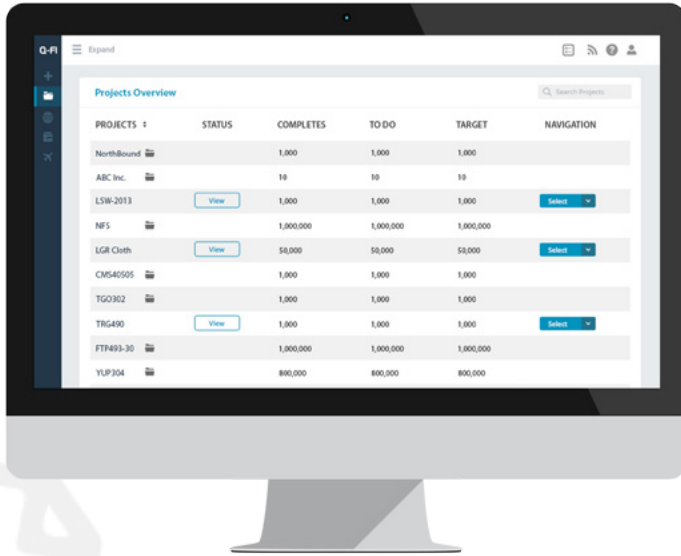 Q-FI Expand
Projects Overview Search Projects
PROJECTS STATUS COMPLETES TO DO TARGET NAVIGATION
NorthBound 1,000 1,000 1,000
ABC Inc. 10 10 10
LSW-2013 View 1,000 1,000 1,000 Select
NFS 1,000,000 1,000,000 1,000,000
LGR Cloth View 50,000 50,000 50,000 Select
CMS40505 1,000 1,000 1,000
TGO302 1,000 1,000 1,000
TRG490 View 1,000 1,000 1,000 Select
FTP493-30 1,000,000 1,000,000 1,000,000
YUP304 800,000 800,000 800,000